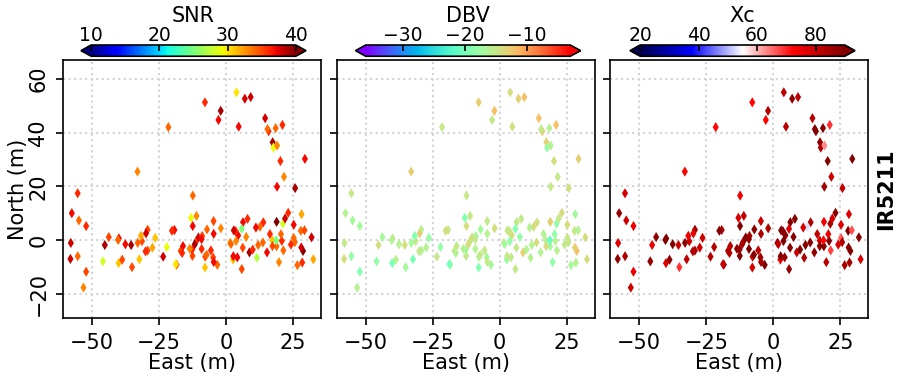 SNR DBV Xc
10 20 30 40 −30 −20 −10 20 40 60 80
60
40
20
0
−20
North (m)
−50 −25 0 25 −50 −25 0 25 −50 −25 0 25
East (m) East (m) East (m)
IR5211